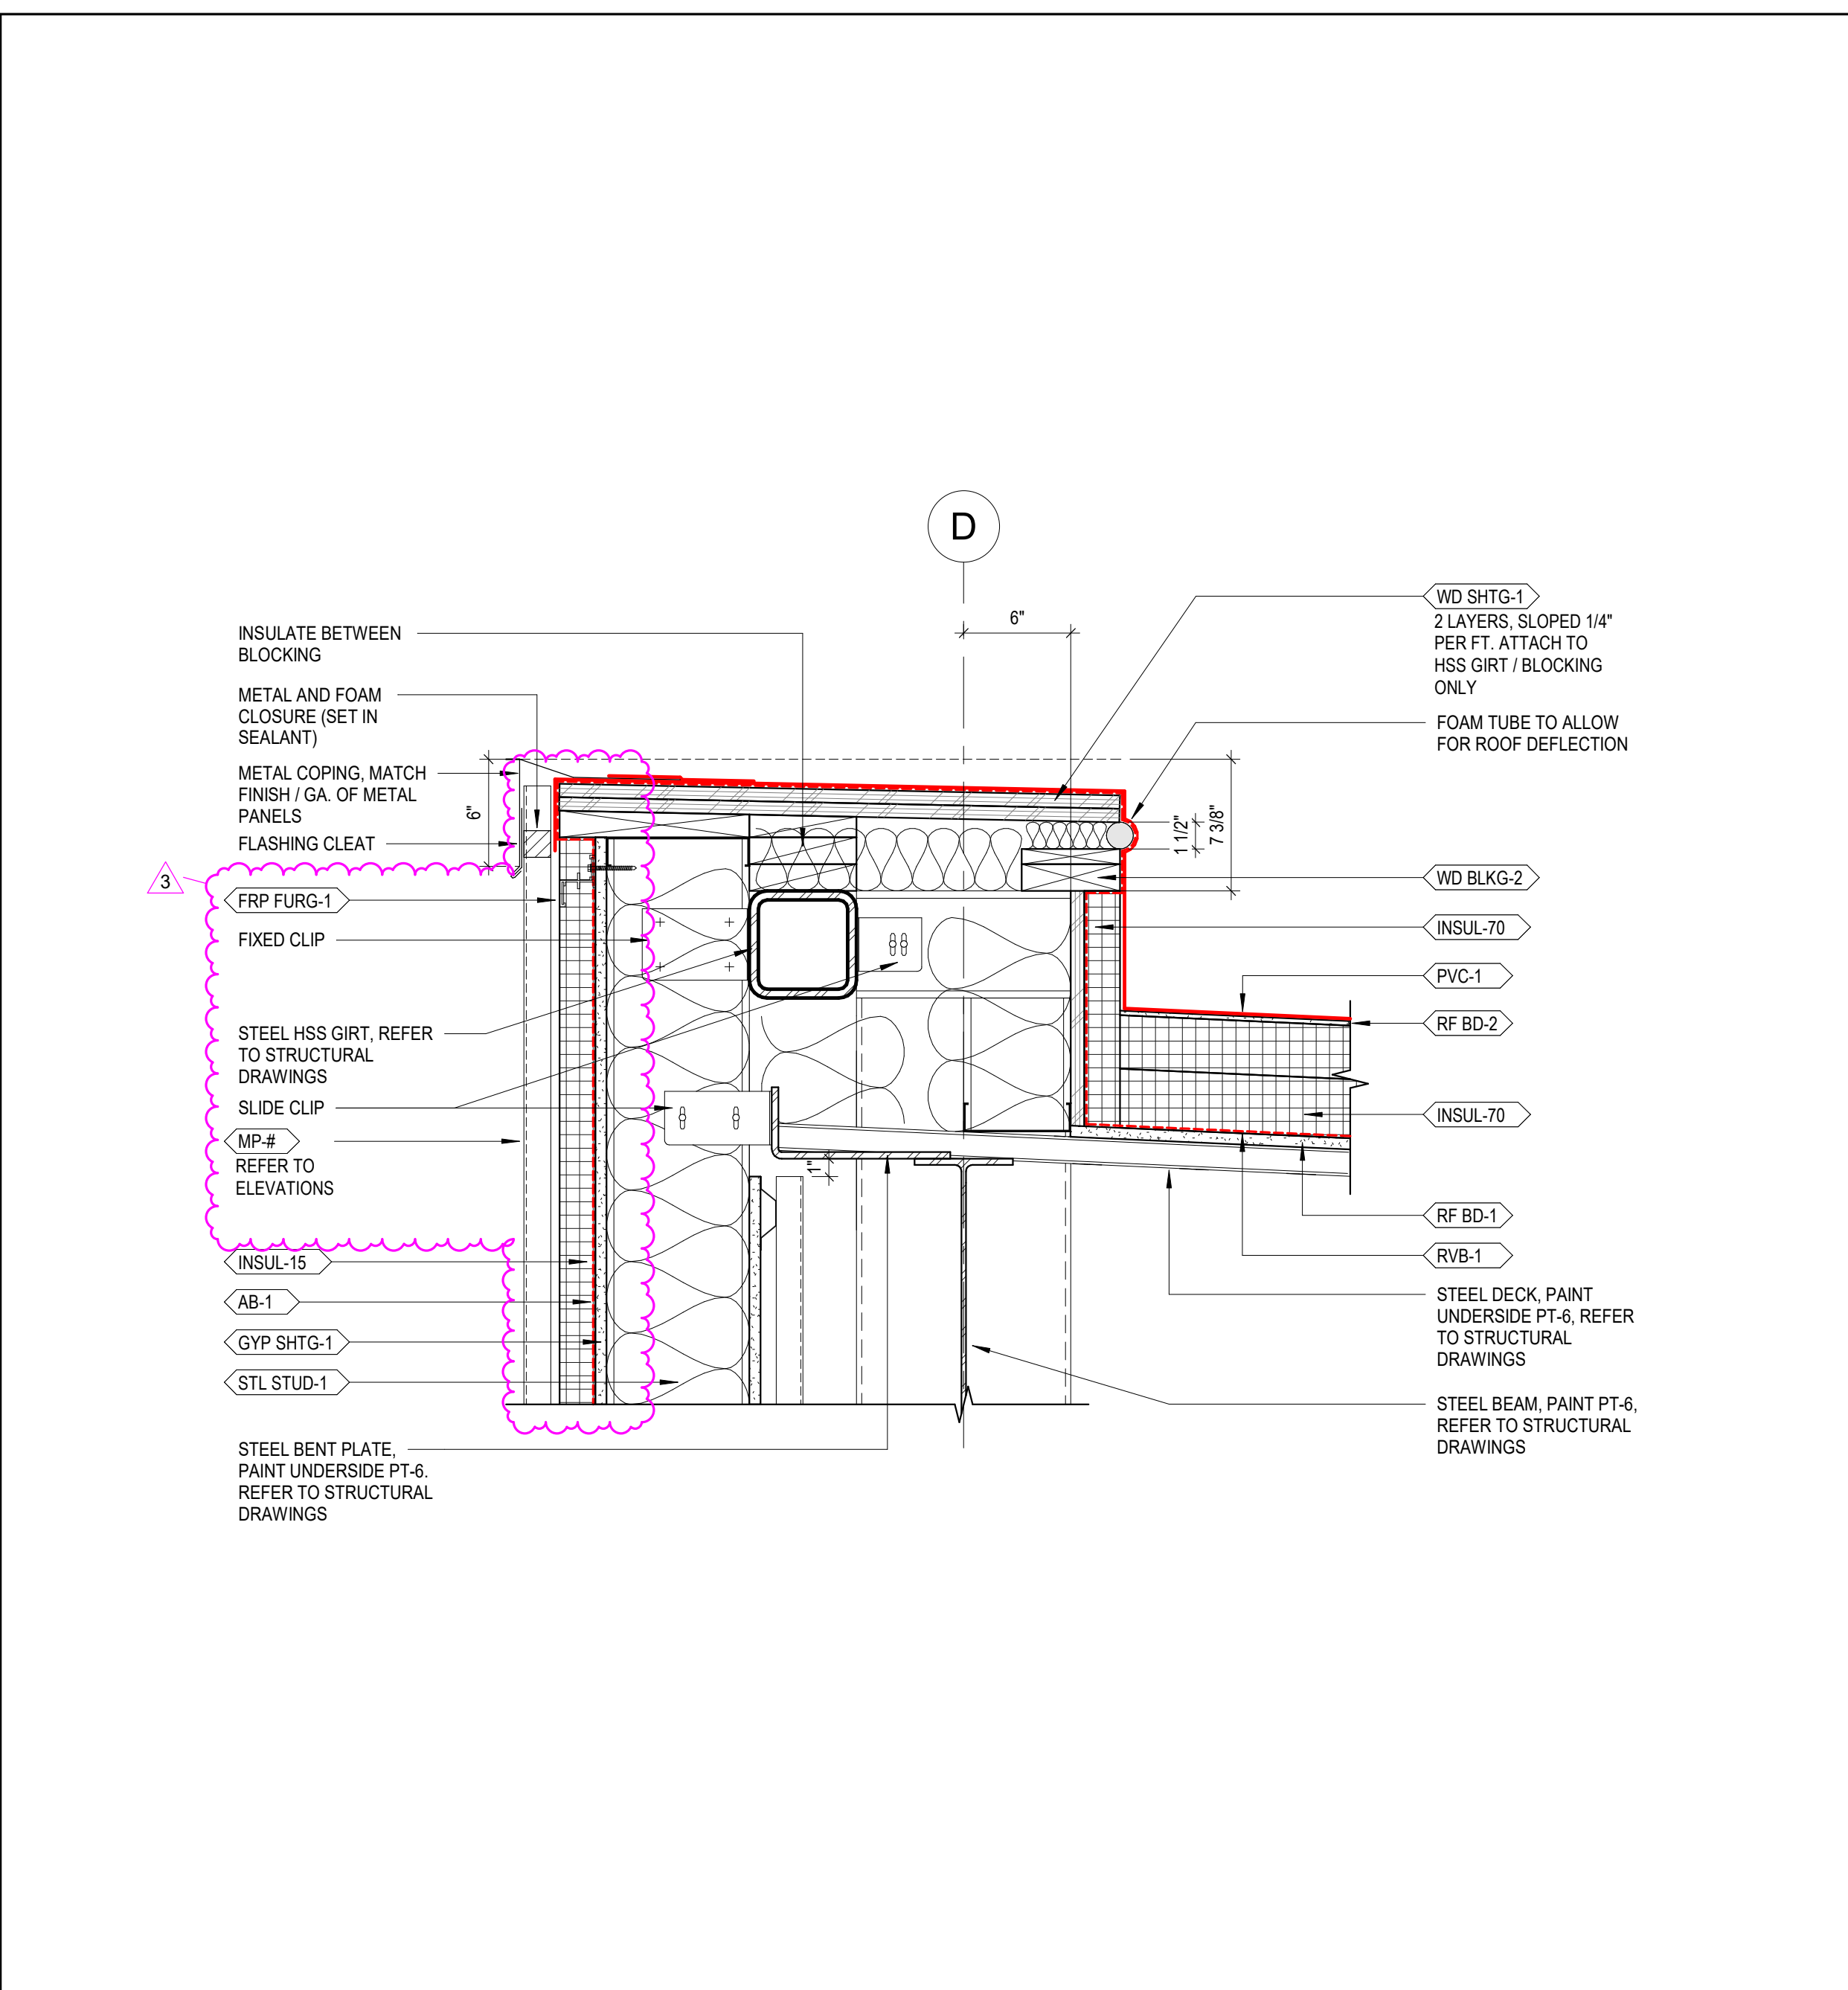 D
6"
INSULATE BETWEEN
BLOCKING
METAL AND FOAM
CLOSURE (SET IN
SEALANT)
METAL COPING, MATCH
FINISH / GA. OF METAL
PANELS
FLASHING CLEAT
6"
3
FRP FURG-1
FIXED CLIP
STEEL HSS GIRT, REFER
TO STRUCTURAL
DRAWINGS
SLIDE CLIP
MP-#
REFER TO
ELEVATIONS
INSUL-15
AB-1
GYP SHTG-1
STL STUD-1
STEEL BENT PLATE,
PAINT UNDERSIDE PT-6.
REFER TO STRUCTURAL
DRAWINGS
1"
1 1/2"
7 3/8"
WD SHTG-1
2 LAYERS, SLOPED 1/4"
PER FT. ATTACH TO
HSS GIRT / BLOCKING
ONLY
FOAM TUBE TO ALLOW
FOR ROOF DEFLECTION
WD BLKG-2
INSUL-70
PVC-1
RF BD-2
INSUL-70
RF BD-1
RVB-1
STEEL DECK, PAINT
UNDERSIDE PT-6, REFER
TO STRUCTURAL
DRAWINGS
STEEL BEAM, PAINT PT-6,
REFER TO STRUCTURAL
DRAWINGS